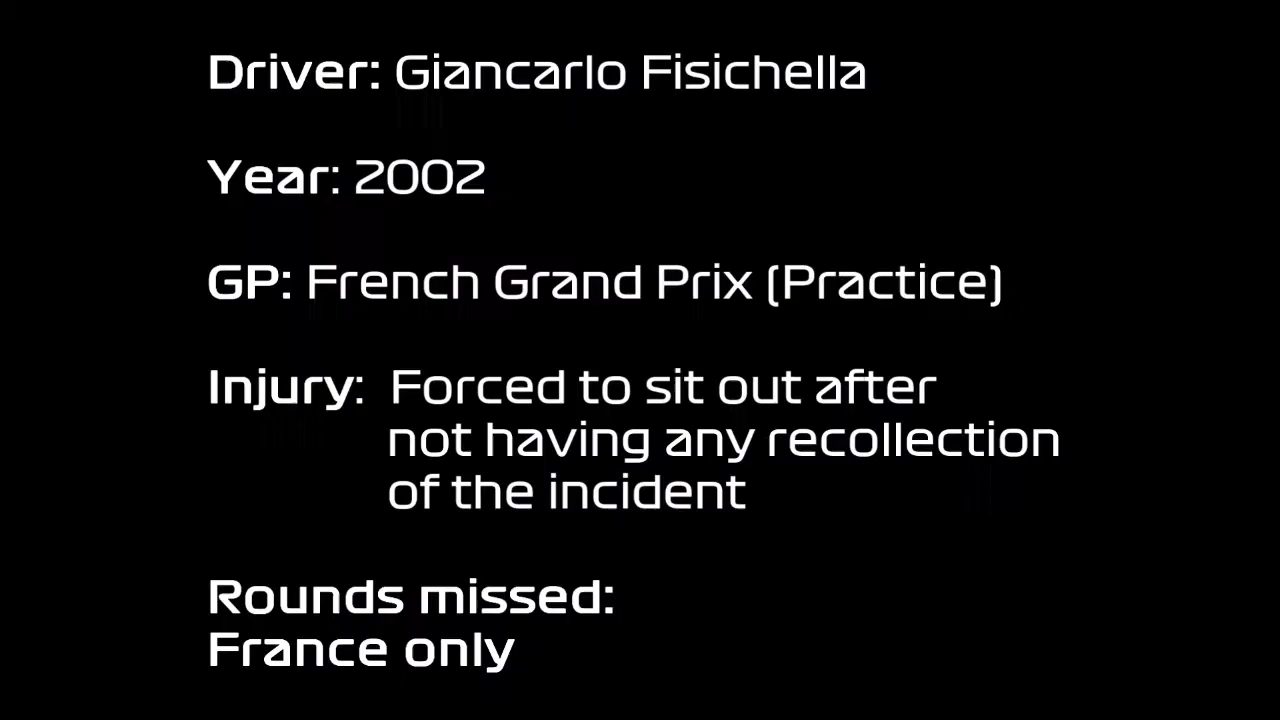 Driver: Giancarlo Fisichella
Year: 2002
GP: French Grand Prix (Practice)
Injury: Forced to sit out after
not having any recollection
of the incident
Rounds missed:
France only